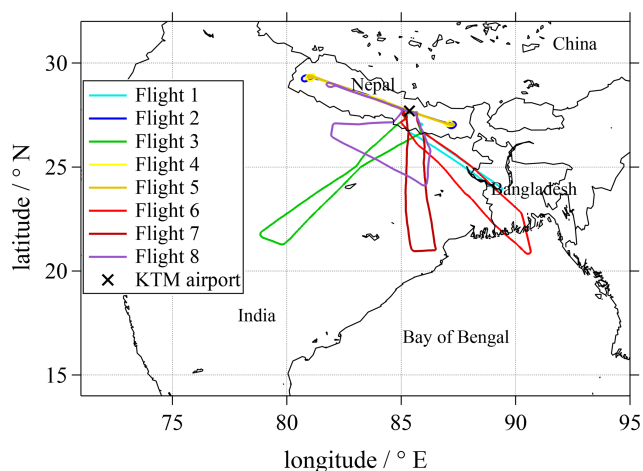 30
25
20
15
latitude / ° N
China
Nepal
Bangladesh
India
Bay of Bengal
Flight 1
Flight 2
Flight 3
Flight 4
Flight 5
Flight 6
Flight 7
Flight 8
KTM airport
75
80
85
90
95
longitude / ° E